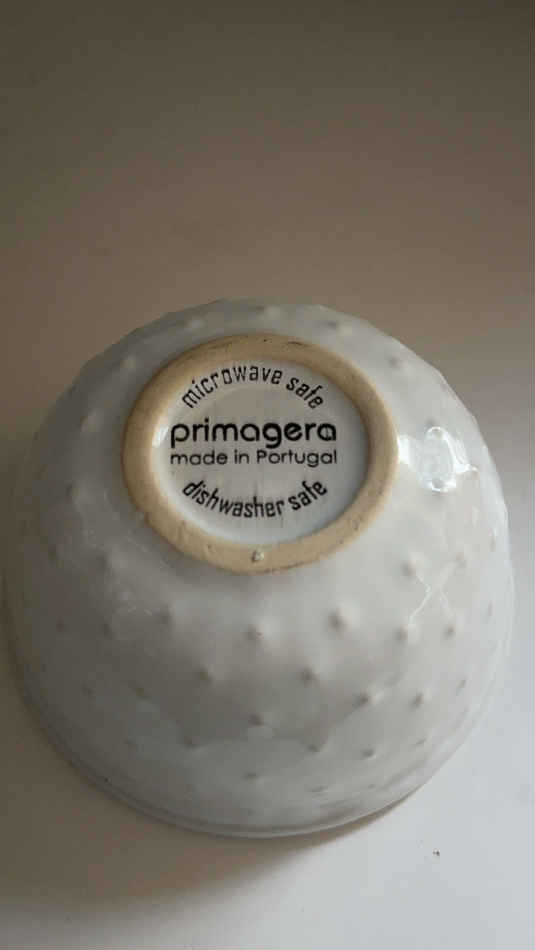 microwave safe
primagera
made in Portugal
dishwasher safe